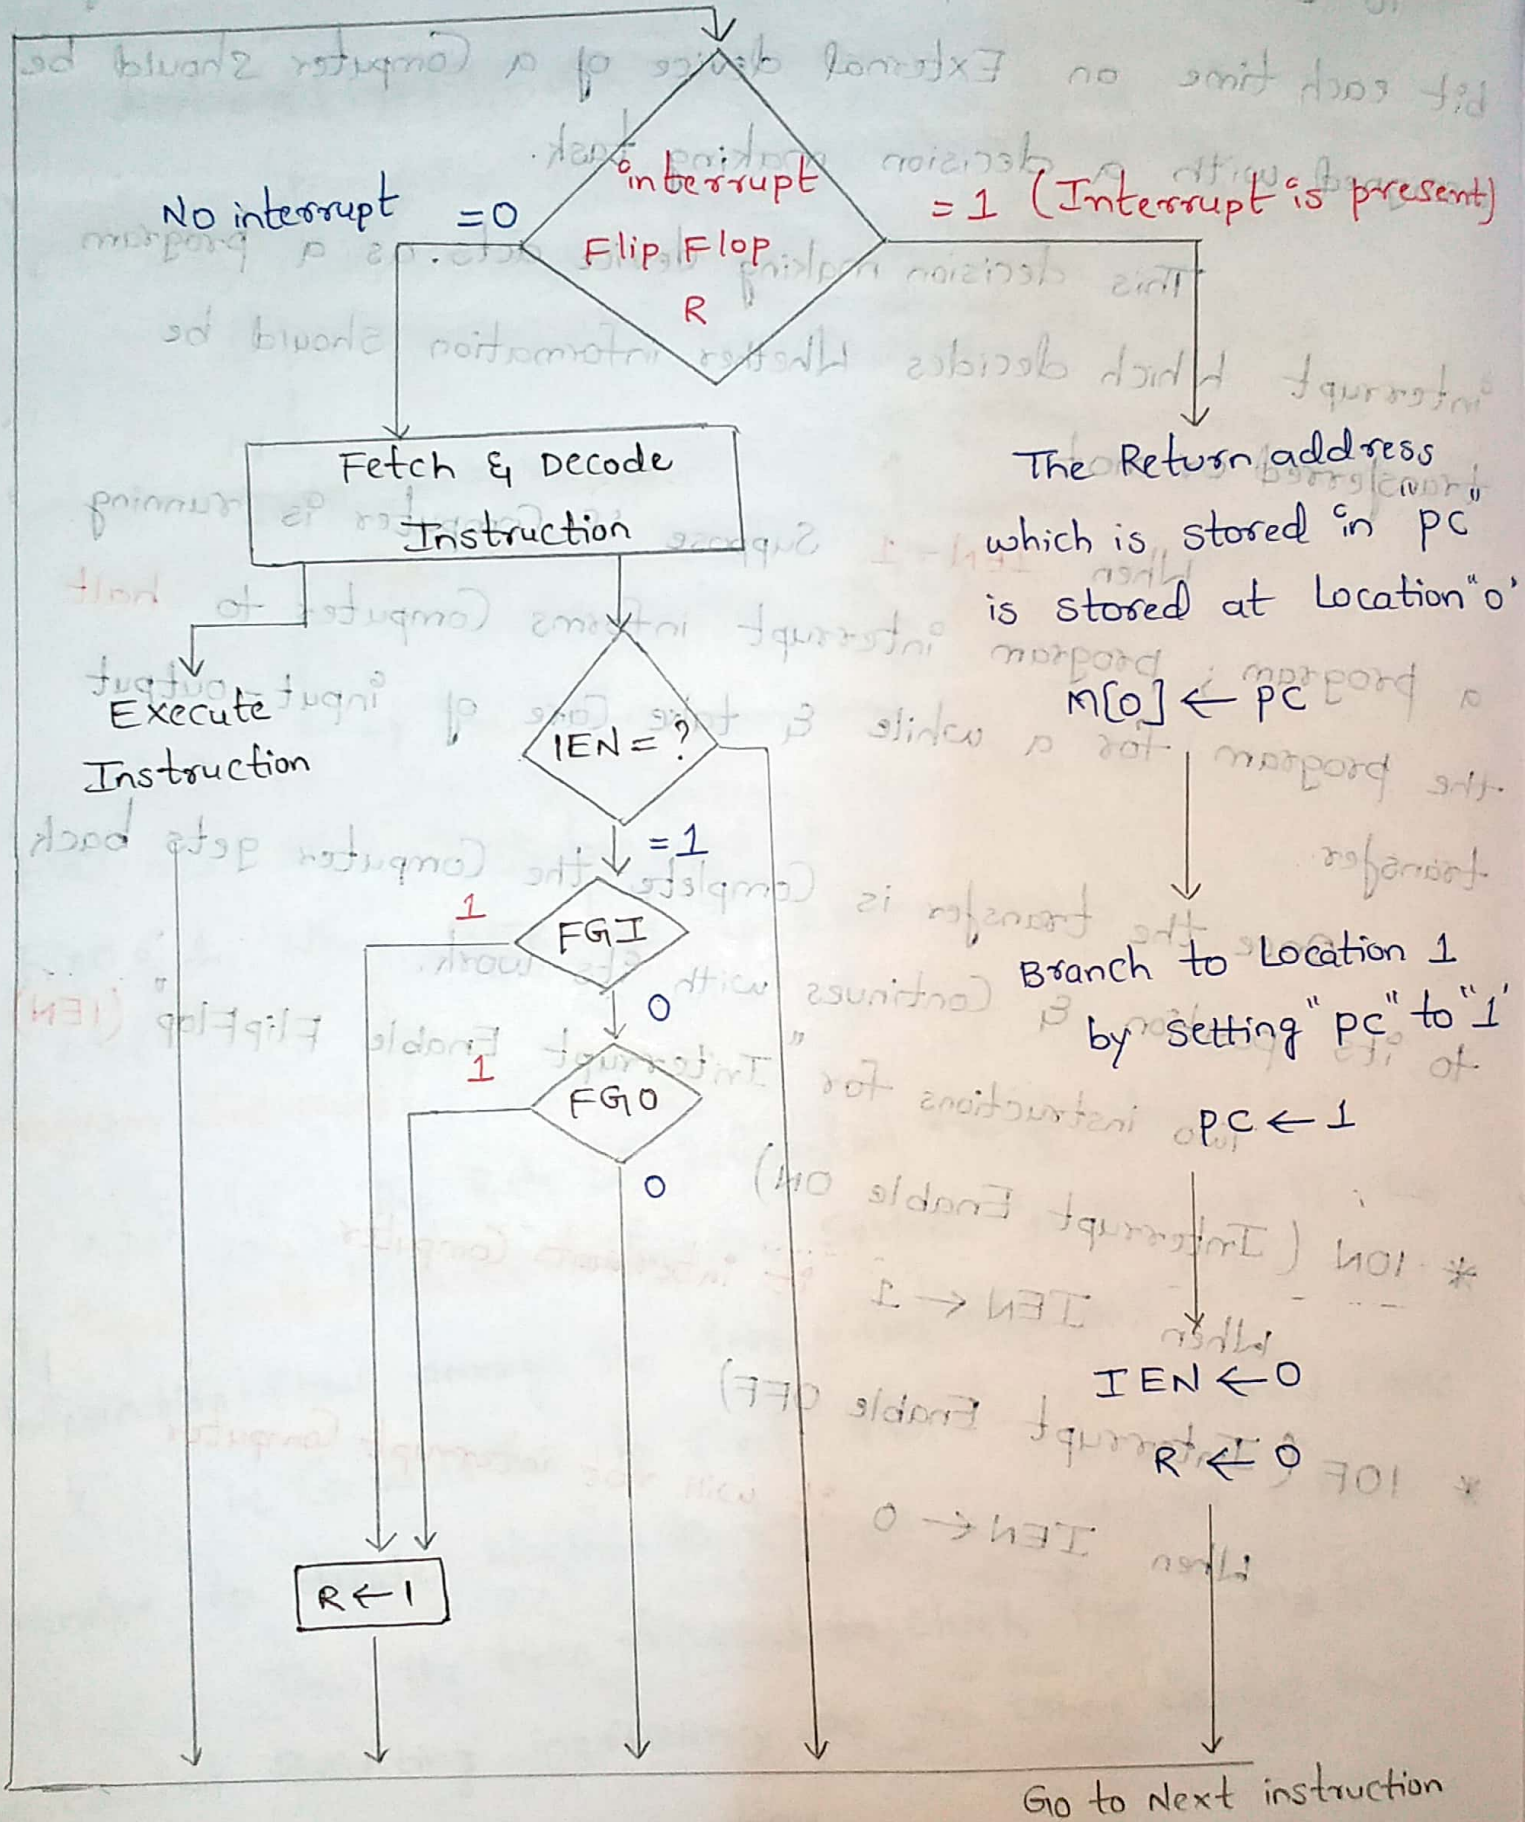 interrupt
Flip Flop
R
No interrupt =0
=1 (Interrupt is present)
Fetch & Decode
Instruction
Execute
Instruction
IEN = ?
=1
FGI
1
0
FGO
1
0
R ← 1
The Return address
which is stored in "PC"
is stored at Location "0'
M[0] ← PC
Branch to Location 1
by setting "PC" to "1'
PC ← 1
IEN ← 0
R ← 0
Go to Next instruction